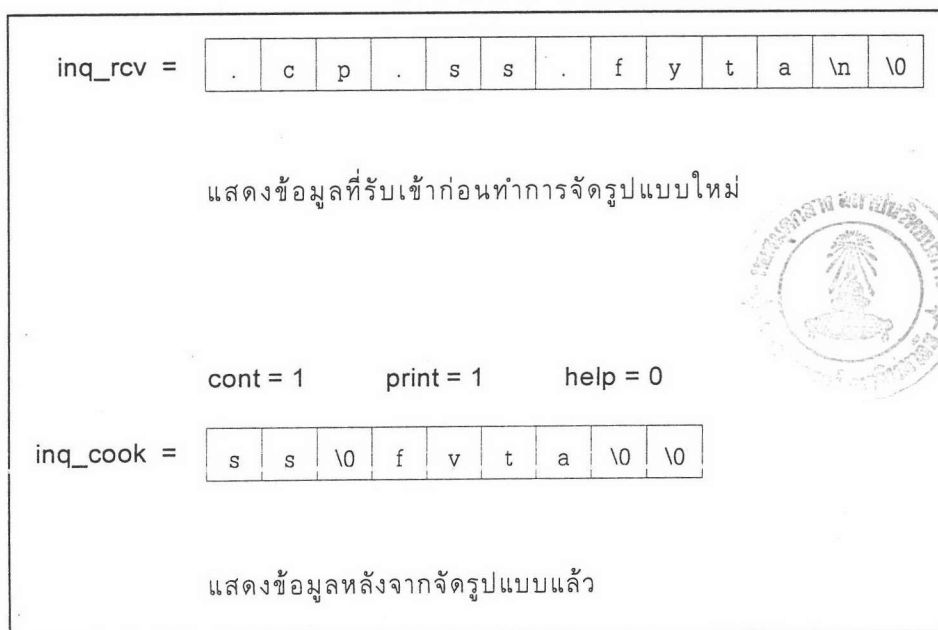 inq_rcv = . c p . s s . f y t a \n \0
แสดงข้อมูลที่รับเข้าก่อนทำการจัดรูปแบบใหม่
cont = 1 print = 1 help = 0
inq_cook = s s \0 f v t a \0 \0
แสดงข้อมูลหลังจากจัดรูปแบบแล้ว